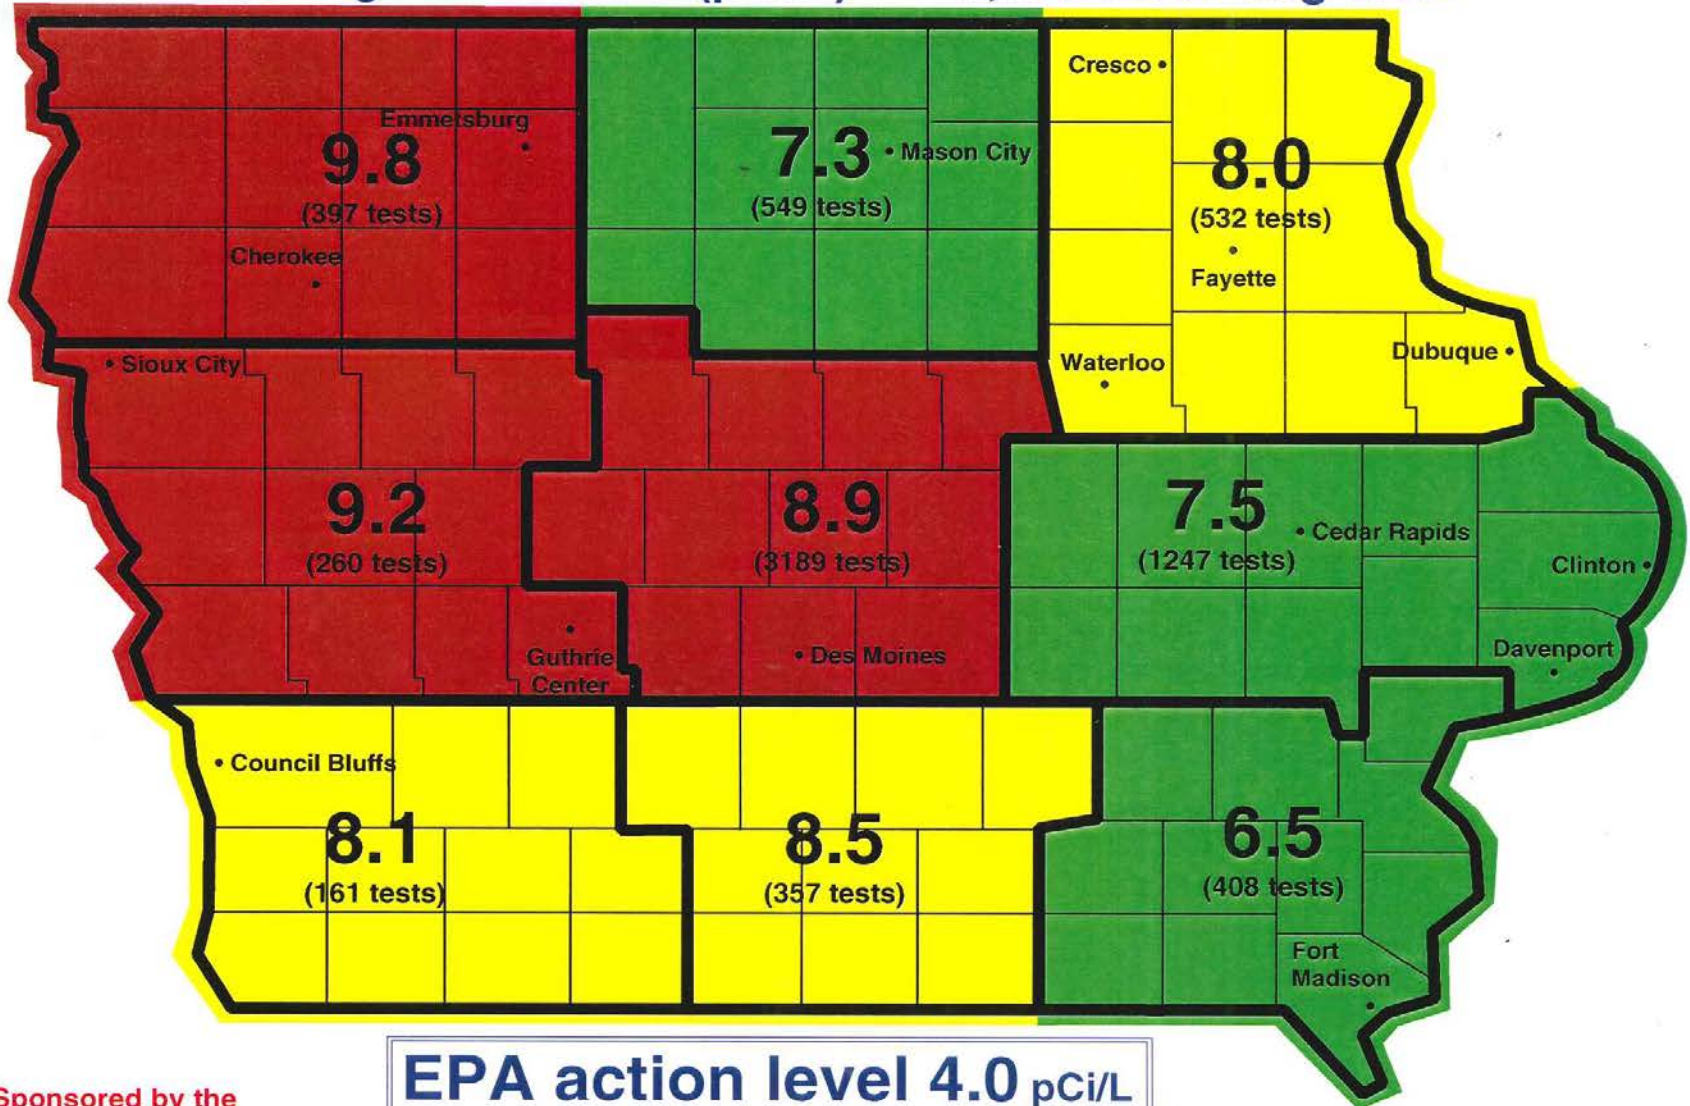 Cresco
Emmetsburg
9.8
(397 tests)
Cherokee
7.3
Mason City
(549 tests)
8.0
(532 tests)
Fayette
Waterloo
Dubuque
Sioux City
9.2
(260 tests)
Guthrie
Center
8.9
(3189 tests)
Des Moines
7.5
Cedar Rapids
(1247 tests)
Clinton
Davenport
Council Bluffs
8.1
(161 tests)
8.5
(357 tests)
6.5
(408 tests)
Fort
Madison
EPA action level 4.0 pCi/L
Sponsored by the